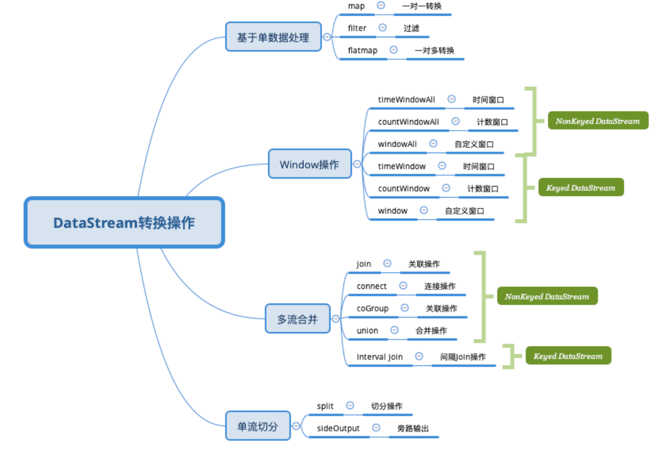 DataStream转换操作
基于单数据处理
map 一对一转换
filter 过滤
flatmap 一对多转换
Window操作
timeWindowAll 时间窗口
countWindowAll 计数窗口
windowAll 自定义窗口
NonKeyed DataStream
timeWindow 时间窗口
countWindow 计数窗口
window 自定义窗口
Keyed DataStream
多流合并
join 关联操作
connect 连接操作
coGroup 关联操作
union 合并操作
NonKeyed DataStream
Interval join 间隔Join操作
Keyed DataStream
单流切分
split 切分操作
sideOutput 旁路输出